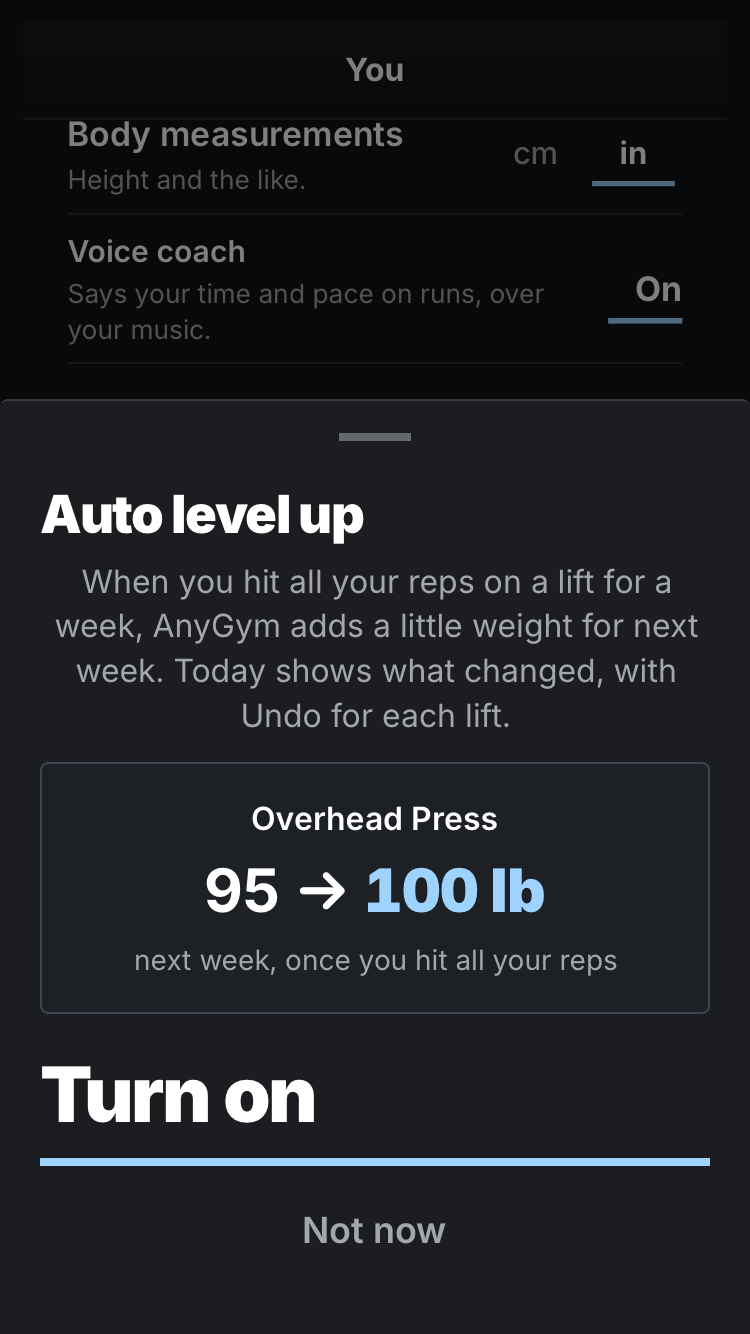 You
Body measurements
cm
in
Height and the like.
Voice coach
Says your time and pace on runs, over
your music.
On
Auto level up
When you hit all your reps on a lift for a
week, AnyGym adds a little weight for next
week. Today shows what changed, with
Undo for each lift.
Overhead Press
95 → 100 lb
next week, once you hit all your reps
Turn on
Not now